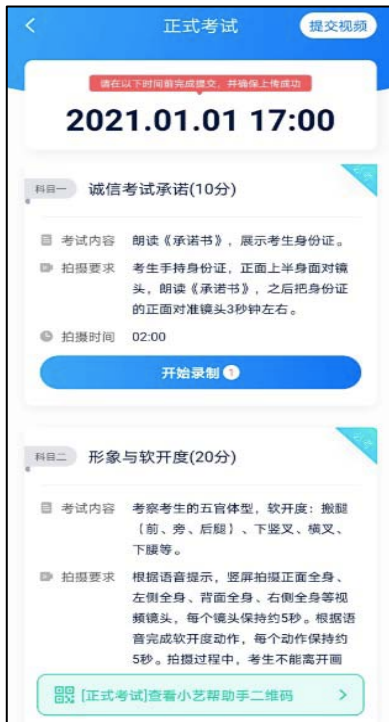 正式考试
提交视频
请在以下时间前完成提交，并确保上传成功
2021.01.01 17:00
科目一 诚信考试承诺(10分)
考试内容 朗读《承诺书》，展示考生身份证。
拍摄要求 考生手持身份证，正面上半身面对镜
头，朗读《承诺书》，之后把身份证
的正面对准镜头3秒钟左右。
拍摄时间 02:00
开始录制 1
科目二 形象与软开度(20分)
考试内容 考察考生的五官体型，软开度：搬腿
（前、旁、后腿）、下竖叉、横叉、
下腰等。
拍摄要求 根据语音提示，竖屏拍摄正面全身、
左侧全身、背面全身、右侧全身等视
频镜头，每个镜头保持约5秒。根据语
音完成软开度动作，每个动作保持约
5秒。拍摄过程中，考生不能离开画
[正式考试]查看小艺帮助手二维码